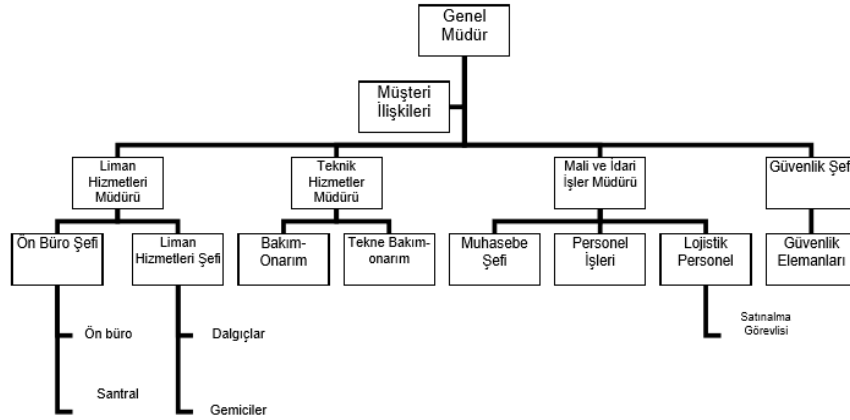 Genel
Müdür
Müşteri
İlişkileri
Liman
Hizmetleri
Müdürü
Teknik
Hizmetler
Müdürü
Mali ve İdari
İşler Müdürü
Güvenlik Şefi
Ön Büro Şefi
Liman
Hizmetleri Şefi
Bakım-
Onarım
Tekne Bakım-
onarım
Muhasebe
Şefi
Personel
İşleri
Lojistik
Personel
Güvenlik
Elemanları
Ön büro
Dalgıçlar
Satınalma
Görevlisi
Santral
Gemiciler